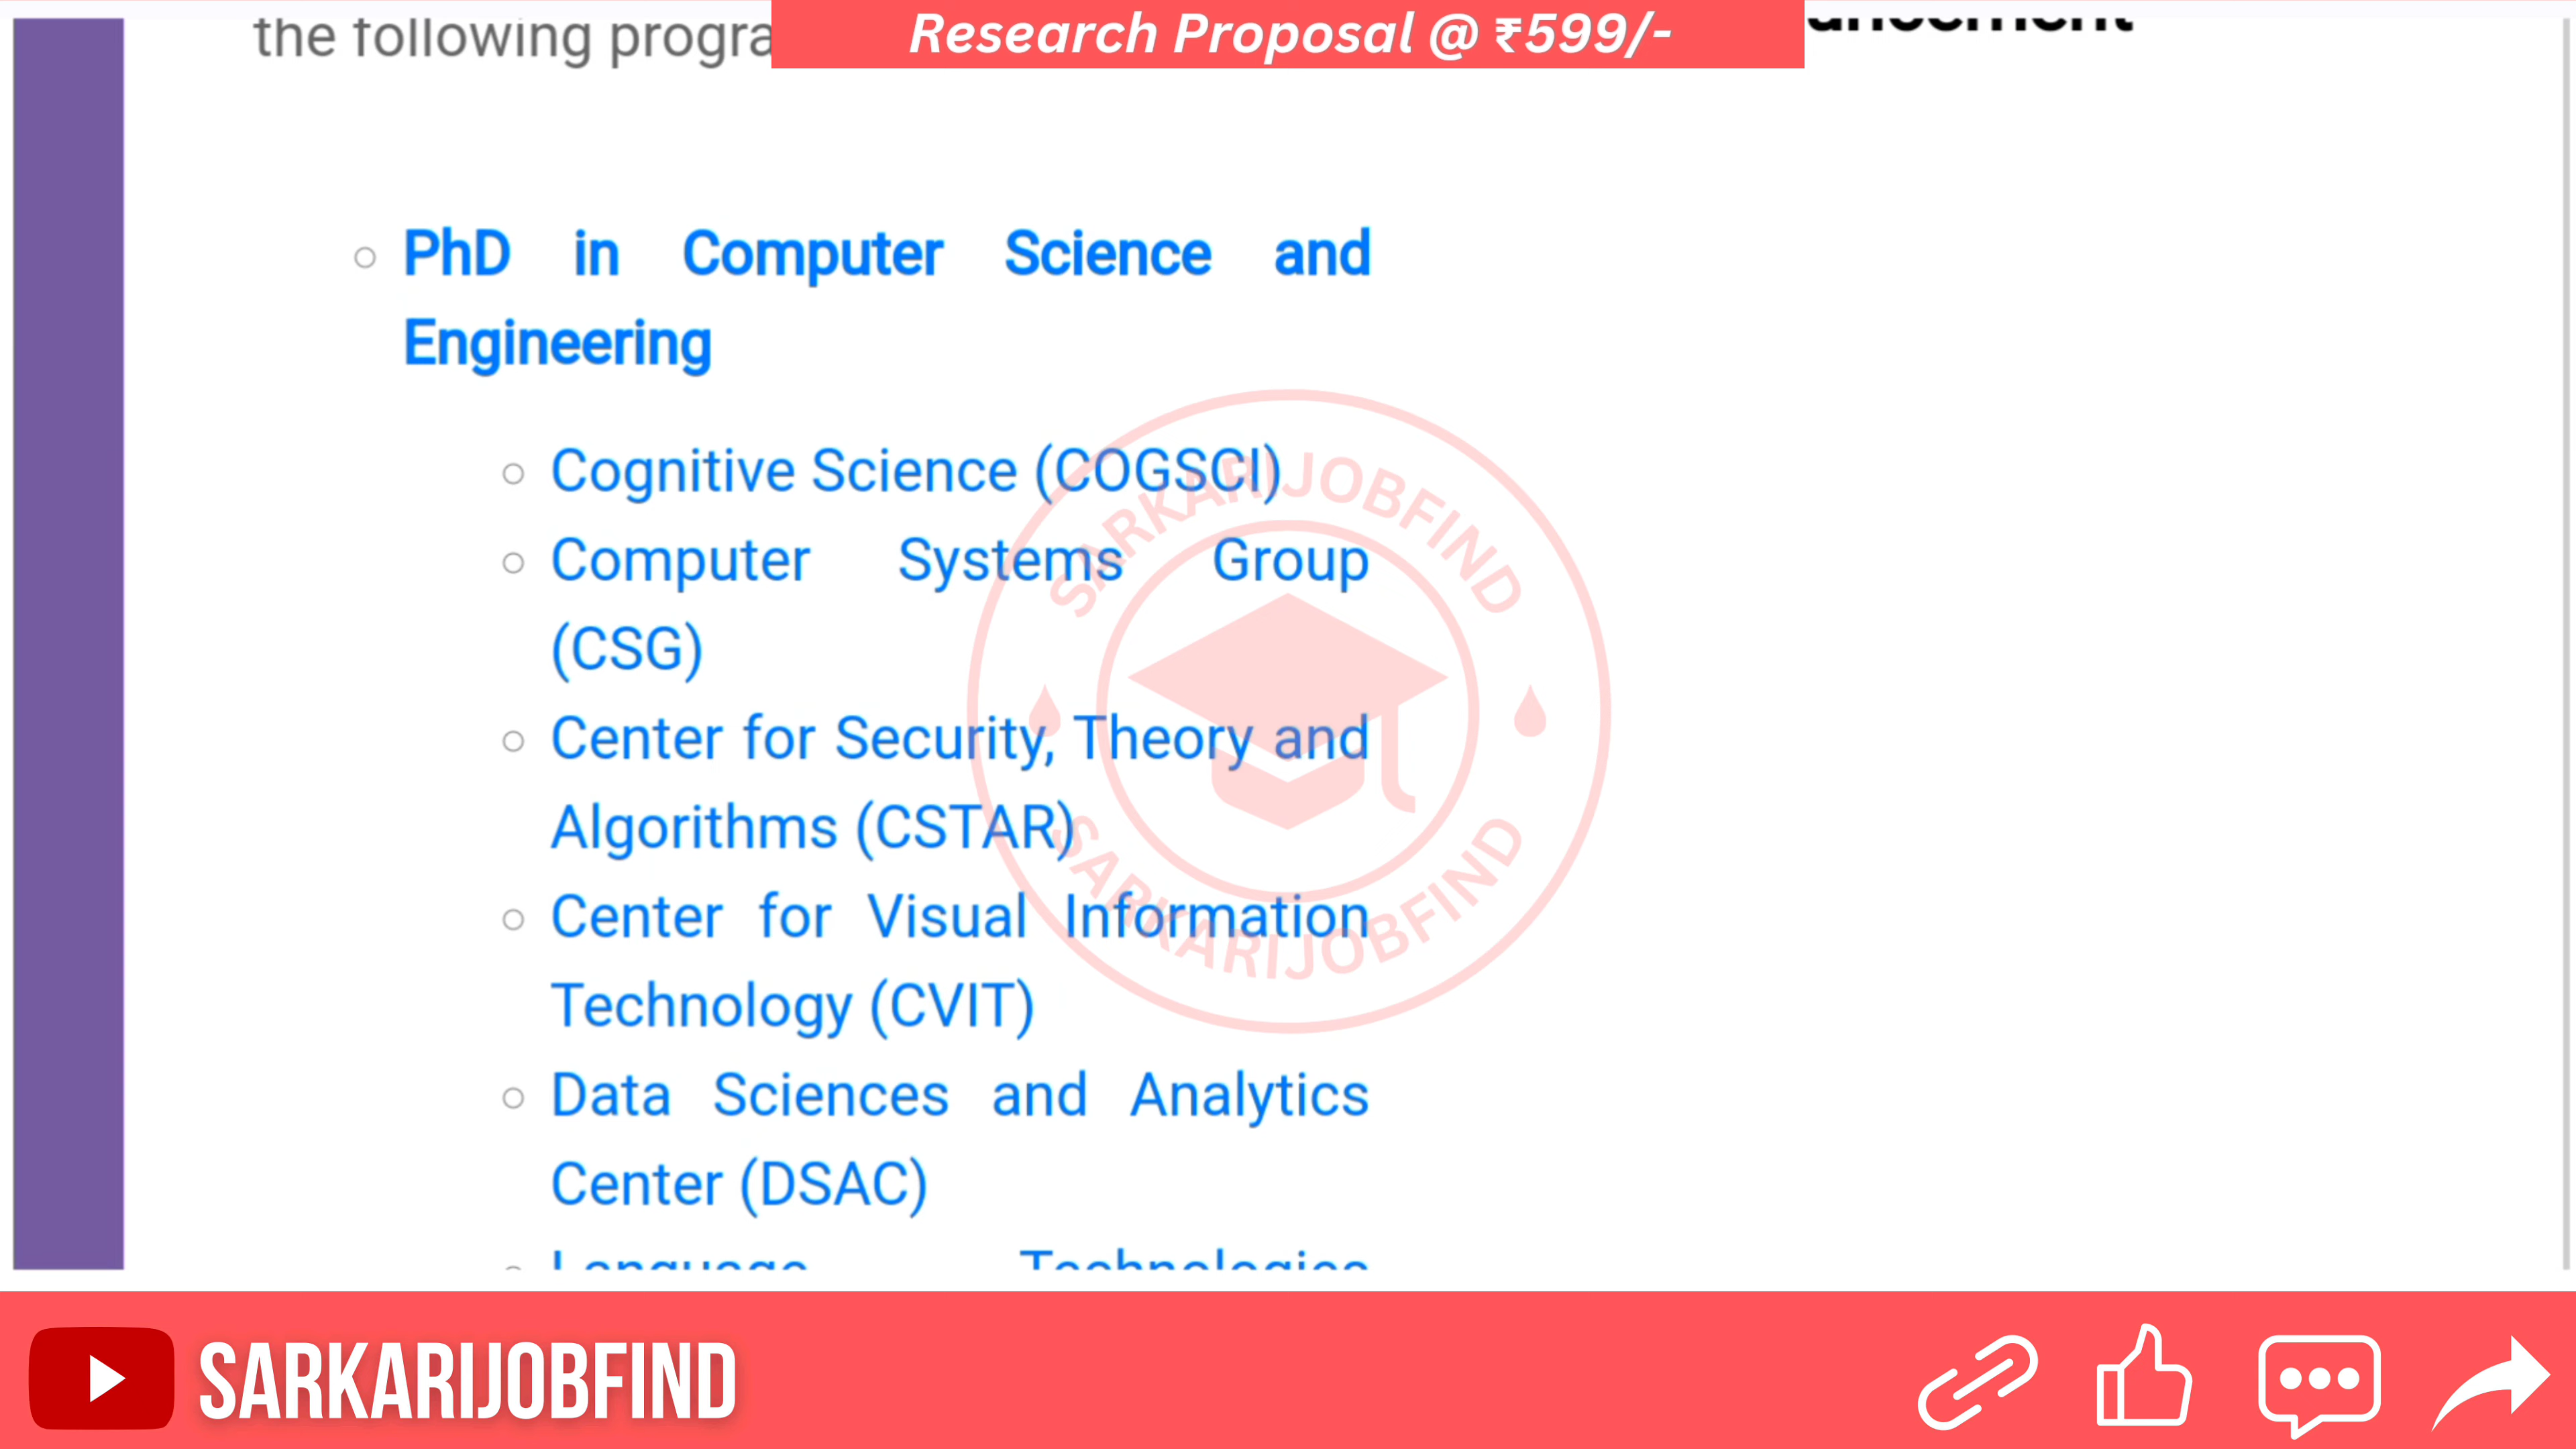 the following progra
Research Proposal @ ₹599/-
PhD in Computer Science and
Engineering
Cognitive Science (COGSCI)
Computer Systems Group
(CSG)
Center for Security, Theory and
Algorithms (CSTAR)
Center for Visual Information
Technology (CVIT)
Data Sciences and Analytics
Center (DSAC)
Language Technologies
SARKARIJOBFIND
SARKARIJOBFIND
SARKARIJOBFIND